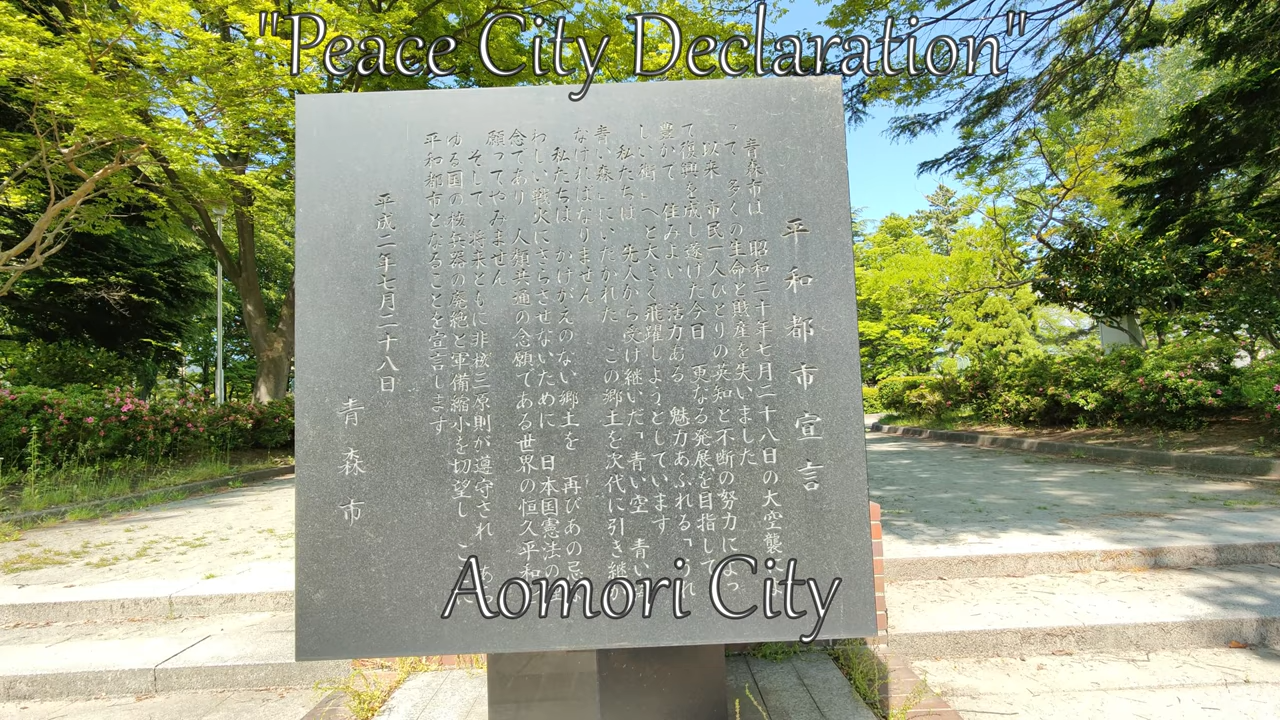 "Peace City Declaration"
平和都市宣言
青森市は 昭和二十年七月二十八日の大空襲によ
って 多くの生命と財産を失いました
以来 市民一人ひとりの英知と不断の努力によっ
て復興を成し遂げた今日 更なる発展を目指して
豊かで 住みよい 活力ある 魅力あふれる「うれ
しい街」へと大きく飛躍しようとしています
私たちは 先人から受け継いだ「青い空 青い
青い森」にいだかれた この郷土を次代に引き継
なければなりません
私たちは かけがえのない郷土を 再びあの忌
わしい戦火にさらさせないために 日本国憲法の
念であり 人類共通の念願である世界の恒久平和
願ってやみません
そして 将来ともに非核三原則が遵守され あら
ゆる国の核兵器の廃絶と軍備縮小を切望し ここに
平和都市となることを宣言します
平成二年七月二十八日
青森市
Aomori City